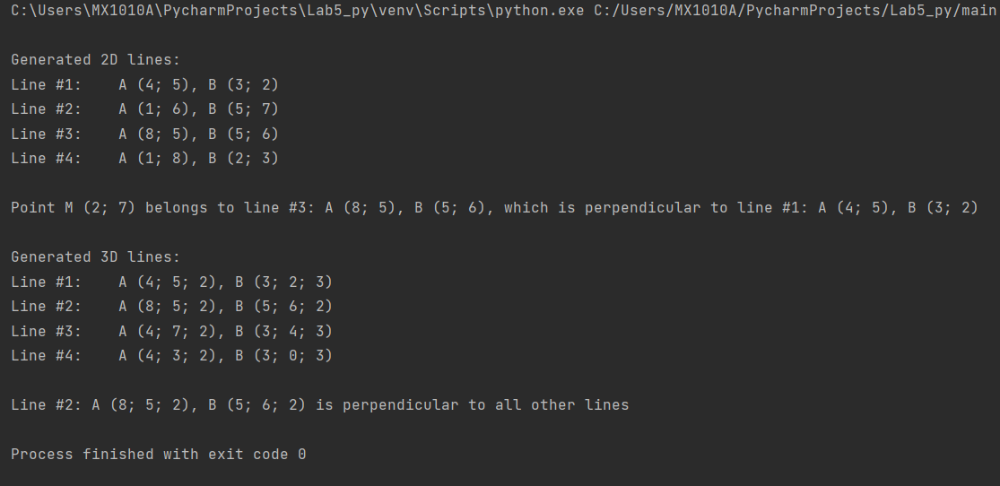 C:\Users\MX1010A\PycharmProjects\Lab5_py\venv\Scripts\python.exe C:/Users/MX1010A/PycharmProjects/Lab5_py/main
Generated 2D lines:
Line #1:    A (4; 5), B (3; 2)
Line #2:    A (1; 6), B (5; 7)
Line #3:    A (8; 5), B (5; 6)
Line #4:    A (1; 8), B (2; 3)
Point M (2; 7) belongs to line #3: A (8; 5), B (5; 6), which is perpendicular to line #1: A (4; 5), B (3; 2)
Generated 3D lines:
Line #1:    A (4; 5; 2), B (3; 2; 3)
Line #2:    A (8; 5; 2), B (5; 6; 2)
Line #3:    A (4; 7; 2), B (3; 4; 3)
Line #4:    A (4; 3; 2), B (3; 0; 3)
Line #2: A (8; 5; 2), B (5; 6; 2) is perpendicular to all other lines
Process finished with exit code 0